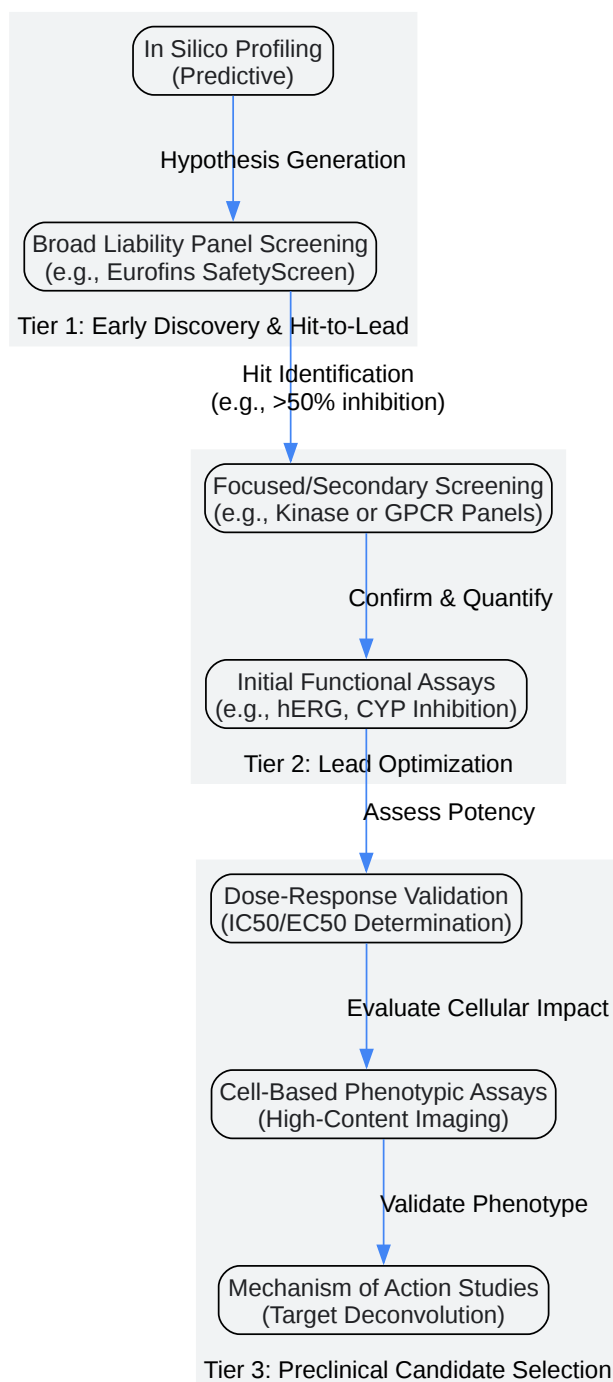 In Silico Profiling
(Predictive)
Hypothesis Generation
Broad Liability Panel Screening
(e.g., Eurofins SafetyScreen)
Tier 1: Early Discovery & Hit-to-Lead
Hit Identification
(e.g., >50% inhibition)
Focused/Secondary Screening
(e.g., Kinase or GPCR Panels)
Confirm & Quantify
Initial Functional Assays
(e.g., hERG, CYP Inhibition)
Tier 2: Lead Optimization
Assess Potency
Dose-Response Validation
(IC50/EC50 Determination)
Evaluate Cellular Impact
Cell-Based Phenotypic Assays
(High-Content Imaging)
Validate Phenotype
Mechanism of Action Studies
(Target Deconvolution)
Tier 3: Preclinical Candidate Selection